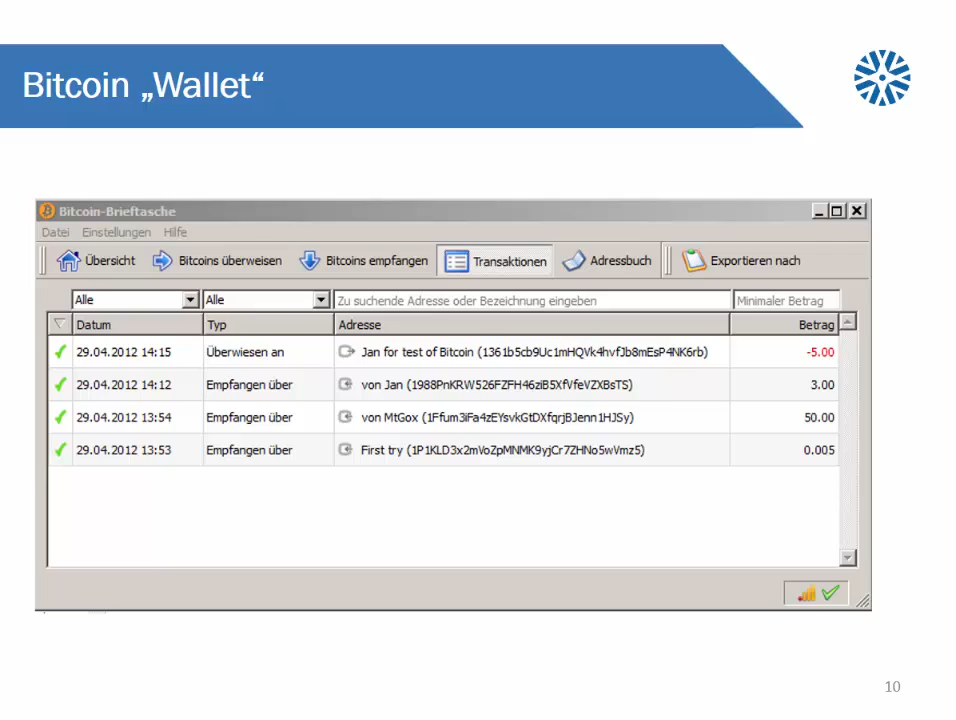 Bitcoin „Wallet“
Bitcoin-Brieftasche
Datei Einstellungen Hilfe
Übersicht Bitcoins überweisen Bitcoins empfangen Transaktionen Adressbuch Exportieren nach
Alle Alle Zu suchende Adresse oder Bezeichnung eingeben Minimaler Betrag
Datum Typ Adresse Betrag
29.04.2012 14:15 Überwiesen an Jan for test of Bitcoin (1361b5cb9Uc1mHQVk4hvfJb8mEsP4NK6rb) -5.00
29.04.2012 14:12 Empfangen über von Jan (1988PnKRW526FZFH46ziB5XfVfeVZXBsTS) 3.00
29.04.2012 13:54 Empfangen über von MtGox (1Ffum3iFa4zEYsvkGtDXfqrjBJenn1HJSy) 50.00
29.04.2012 13:53 Empfangen über First try (1P1KLD3x2mVoZpMNMK9yjCr7ZHNo5wVmz5) 0.005
10